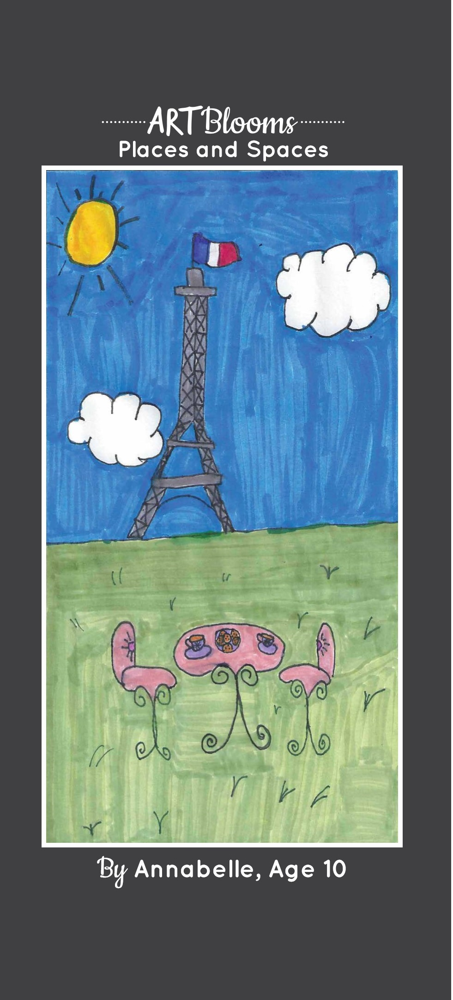 ART Blooms
Places and Spaces
By Annabelle, Age 10